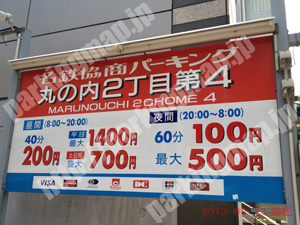 名鉄協商パーキング
丸の内2丁目第4
MARUNOUCHI 2CHOME 4
昼間 (8:00~20:00)
夜間 (20:00~8:00)
40分 200円
平日 最大 1400円
土日祝 最大 700円
60分 100円
最大 500円
VISA
JCB